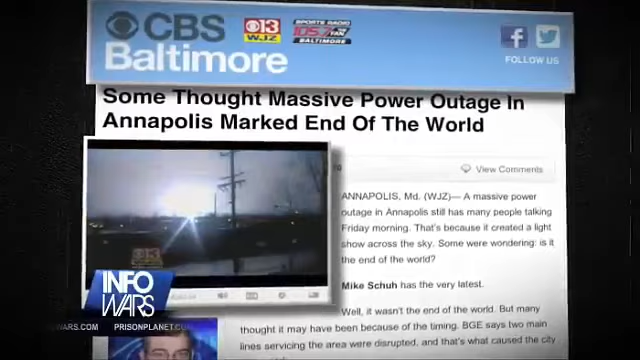 CBS
13
WJZ
SPORTS RADIO
105.7 FAN
BALTIMORE
Baltimore
FOLLOW US
Some Thought Massive Power Outage In
Annapolis Marked End Of The World
View Comments
ANNAPOLIS, Md. (WJZ)— A massive power
outage in Annapolis still has many people talking
Friday morning. That's because it created a light
show across the sky. Some were wondering: is it
the end of the world?
Mike Schuh has the very latest.
Well, it wasn't the end of the world. But many
thought it may have been because of the timing. BGE says two main
lines servicing the area were disrupted, and that's what caused the city
13
INFO
WARS
WARS.COM PRISONPLANET.COM